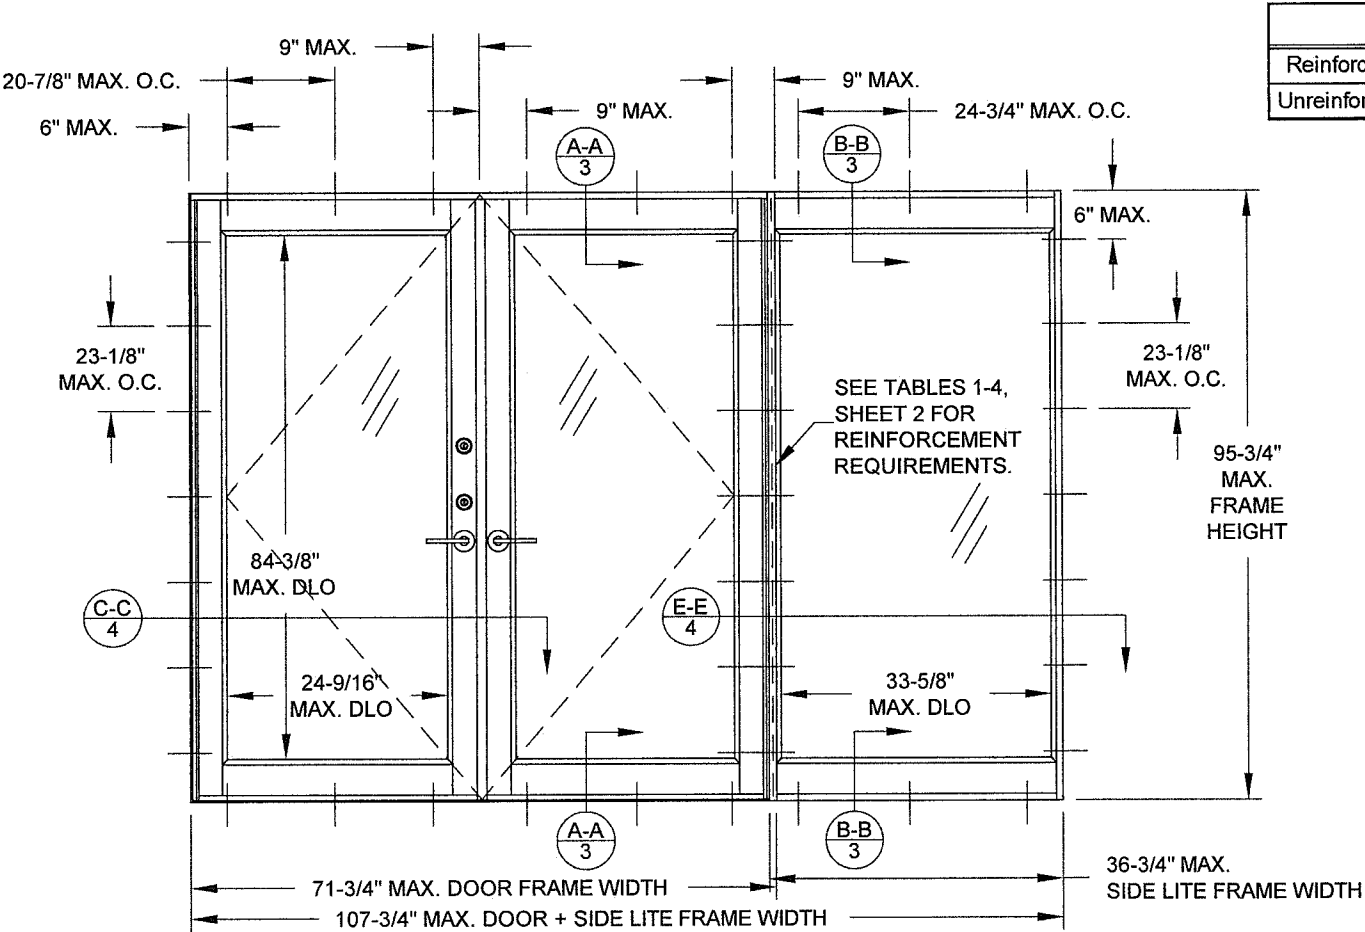 9" MAX.
20-7/8" MAX. O.C.
6" MAX.
9" MAX.
9" MAX.
24-3/4" MAX. O.C.
Reinforc
Unreinfor
A-A
3
B-B
3
6" MAX.
23-1/8"
MAX. O.C.
23-1/8"
MAX. O.C.
SEE TABLES 1-4,
SHEET 2 FOR
REINFORCEMENT
REQUIREMENTS.
95-3/4"
MAX.
FRAME
HEIGHT
84-3/8"
MAX. DLO
C-C
4
E-E
4
24-9/16"
MAX. DLO
33-5/8"
MAX. DLO
A-A
3
B-B
3
71-3/4" MAX. DOOR FRAME WIDTH
36-3/4" MAX.
SIDE LITE FRAME WIDTH
107-3/4" MAX. DOOR + SIDE LITE FRAME WIDTH